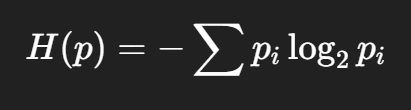 H(p) = − ∑ pᵢ log₂ pᵢ